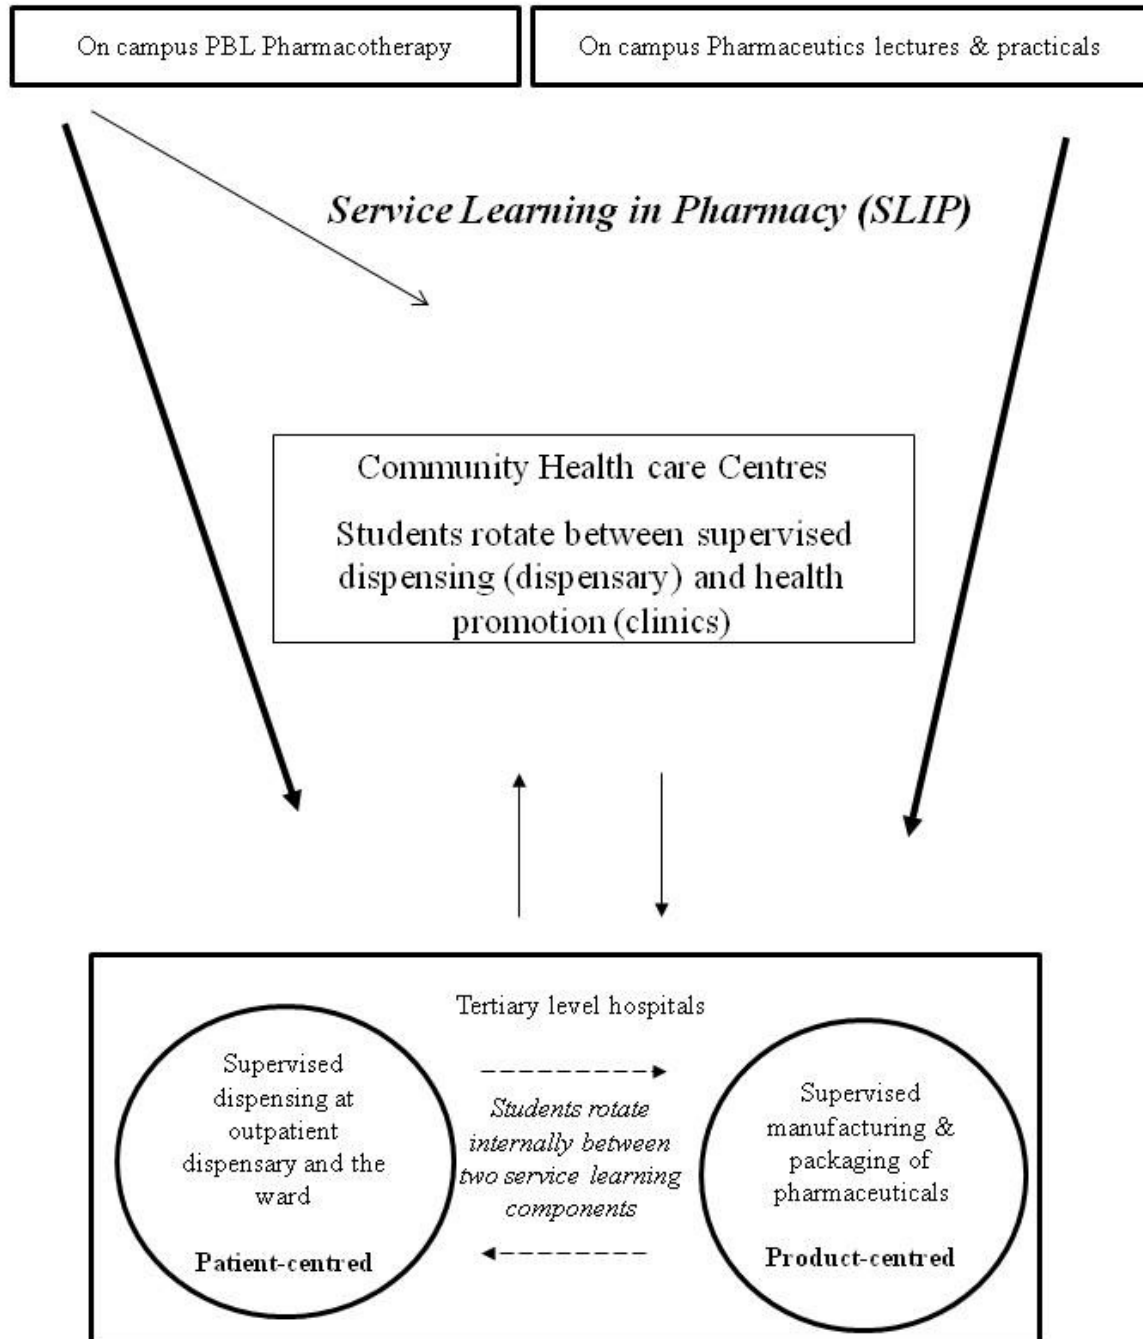 On campus PBL Pharmacotherapy
On campus Pharmaceutics lectures & practicals
Service Learning in Pharmacy (SLIP)
Community Health care Centres
Students rotate between supervised
dispensing (dispensary) and health
promotion (clinics)
Tertiary level hospitals
Supervised
dispensing at
outpatient
dispensary and the
ward
Patient-centred
Students rotate
internally between
two service learning
components
Supervised
manufacturing &
packaging of
pharmaceuticals
Product-centred